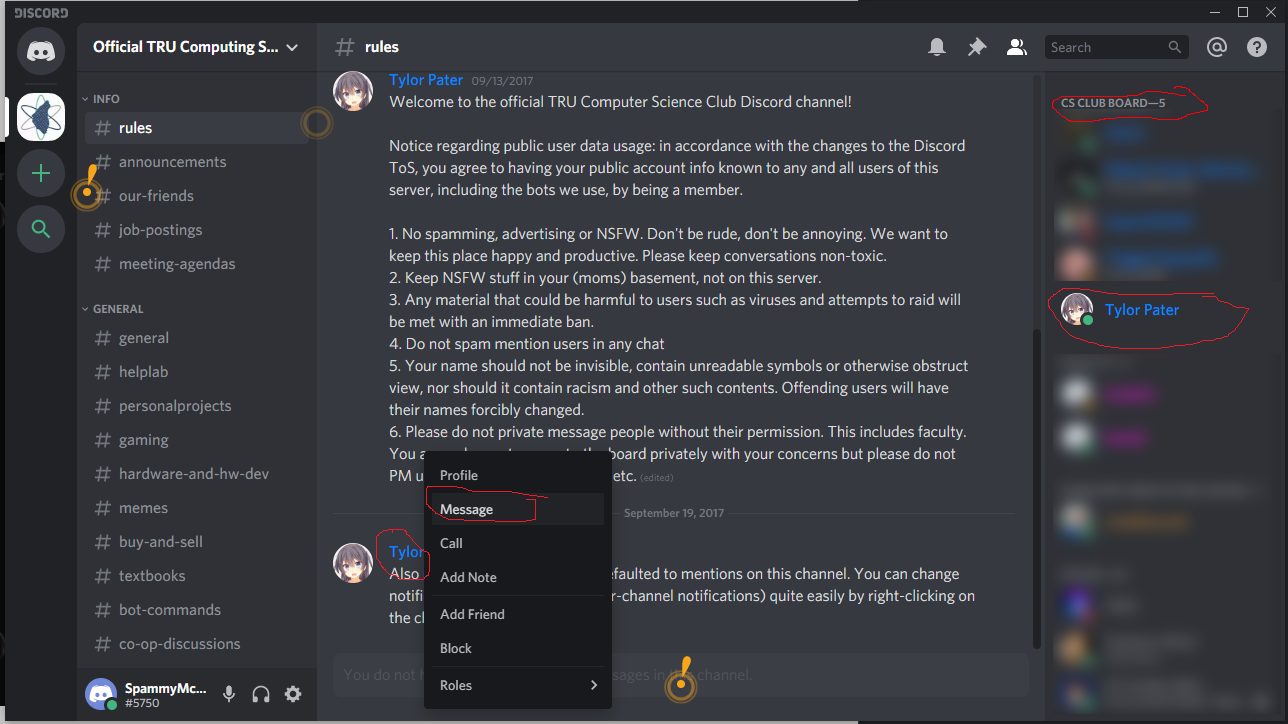 DISCORD
Official TRU Computing S...
INFO
# rules
# announcements
# our-friends
# job-postings
# meeting-agendas
GENERAL
# general
# helplab
# personalprojects
# gaming
# hardware-and-hw-dev
# memes
# buy-and-sell
# textbooks
# bot-commands
# co-op-discussions
SpammyMc...
#5750
# rules
Search
Tylor Pater 09/13/2017
Welcome to the official TRU Computer Science Club Discord channel!
Notice regarding public user data usage: in accordance with the changes to the Discord
ToS, you agree to having your public account info known to any and all users of this
server, including the bots we use, by being a member.
1. No spamming, advertising or NSFW. Don't be rude, don't be annoying. We want to
keep this place happy and productive. Please keep conversations non-toxic.
2. Keep NSFW stuff in your (moms) basement, not on this server.
3. Any material that could be harmful to users such as viruses and attempts to raid will
be met with an immediate ban.
4. Do not spam mention users in any chat
5. Your name should not be invisible, contain unreadable symbols or otherwise obstruct
view, nor should it contain racism and other such contents. Offending users will have
their names forcibly changed.
6. Please do not private message people without their permission. This includes faculty.
You board privately with your concerns but please do not
PM etc. (edited)
September 19, 2017
Tylor
Also efaulted to mentions on this channel. You can change
notifi r-channel notifications) quite easily by right-clicking on
the
You do not sages in this channel.
Profile
Message
Call
Add Note
Add Friend
Block
Roles
CS CLUB BOARD—5
Tylor Pater